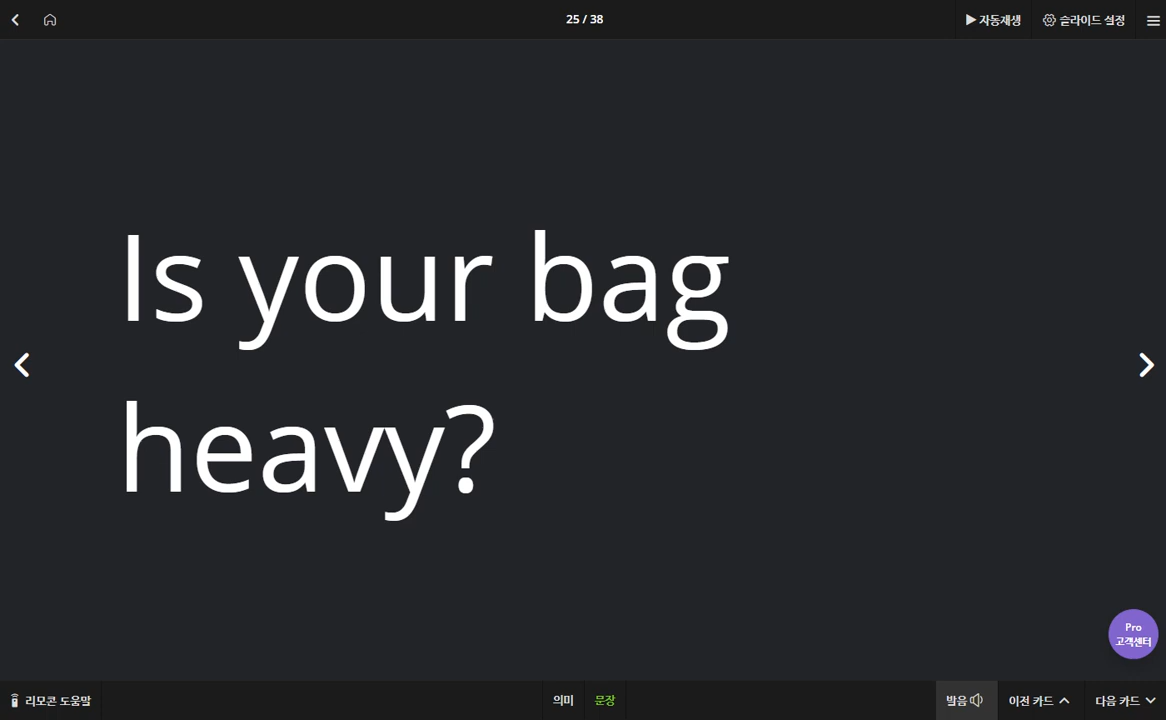 25 / 38
자동재생
슬라이드 설정
Is your bag
heavy?
Pro
고객센터
리모콘 도움말
의미
문장
발음
이전 카드
다음 카드